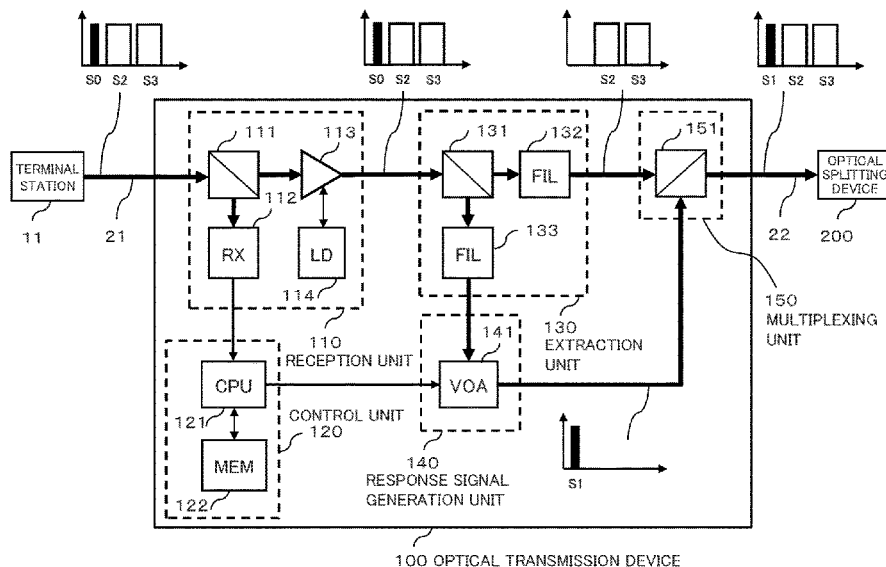 S0 S2 S3
S0 S2 S3
S2 S3
S1 S2 S3
111
113
131
132
151
TERMINAL
STATION
FIL
OPTICAL
SPLITTING
DEVICE
11
21
112
133
22
200
RX
LD
FIL
114
110
RECEPTION UNIT
130
EXTRACTION
UNIT
150
MULTIPLEXING
UNIT
141
CPU
VOA
121
CONTROL UNIT
120
MEM
122
140
RESPONSE SIGNAL
GENERATION UNIT
S1
100 OPTICAL TRANSMISSION DEVICE